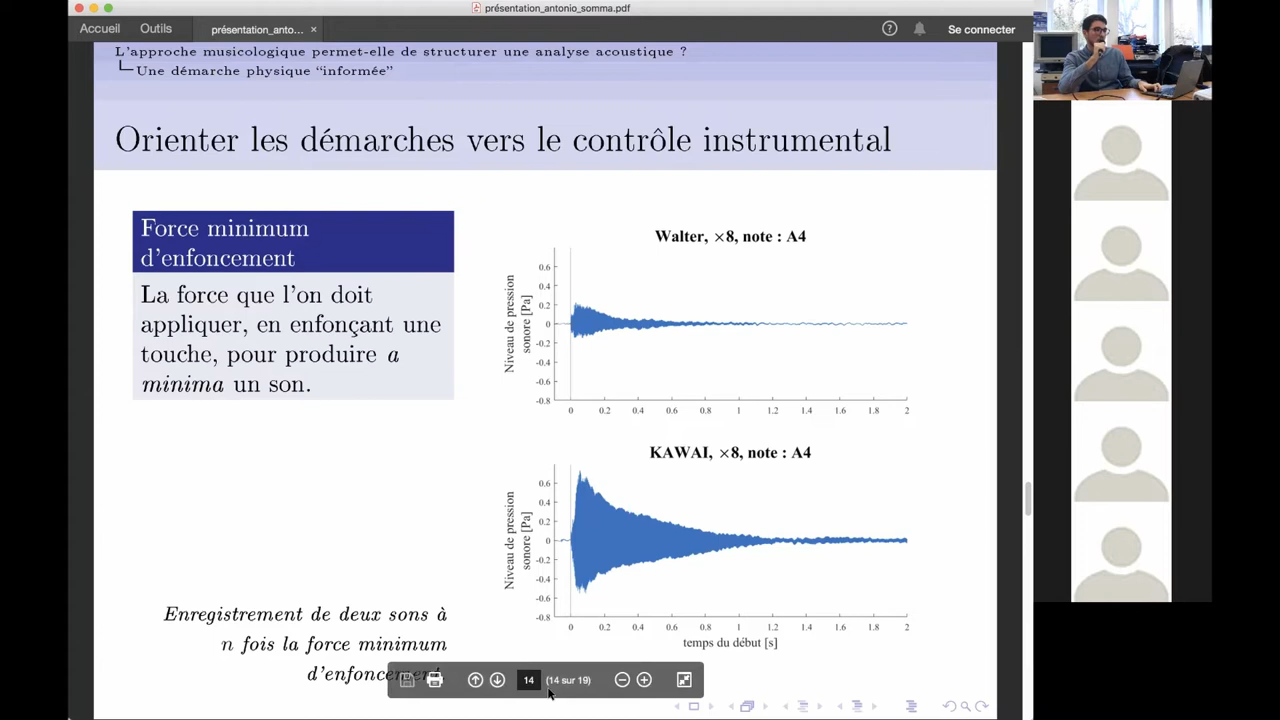 présentation_antonio_somma.pdf
Accueil Outils présentation_anto... × Se connecter
L'approche musicologique permet-elle de structurer une analyse acoustique ?
Une démarche physique “informée”
Orienter les démarches vers le contrôle instrumental
Force minimum
d'enfoncement
La force que l'on doit
appliquer, en enfonçant une
touche, pour produire a
minima un son.
Enregistrement de deux sons à
n fois la force minimum
Walter, ×8, note : A4
Niveau de pression
sonore [Pa]
0.6
0.4
0.2
0
-0.2
-0.4
-0.6
-0.8
0 0.2 0.4 0.6 0.8 1 1.2 1.4 1.6 1.8 2
KAWAI, ×8, note : A4
Niveau de pression
sonore [Pa]
0.6
0.4
0.2
0
-0.2
-0.4
-0.6
-0.8
0 0.2 0.4 0.6 0.8 1 1.2 1.4 1.6 1.8 2
temps du début [s]
14 (14 sur 19)